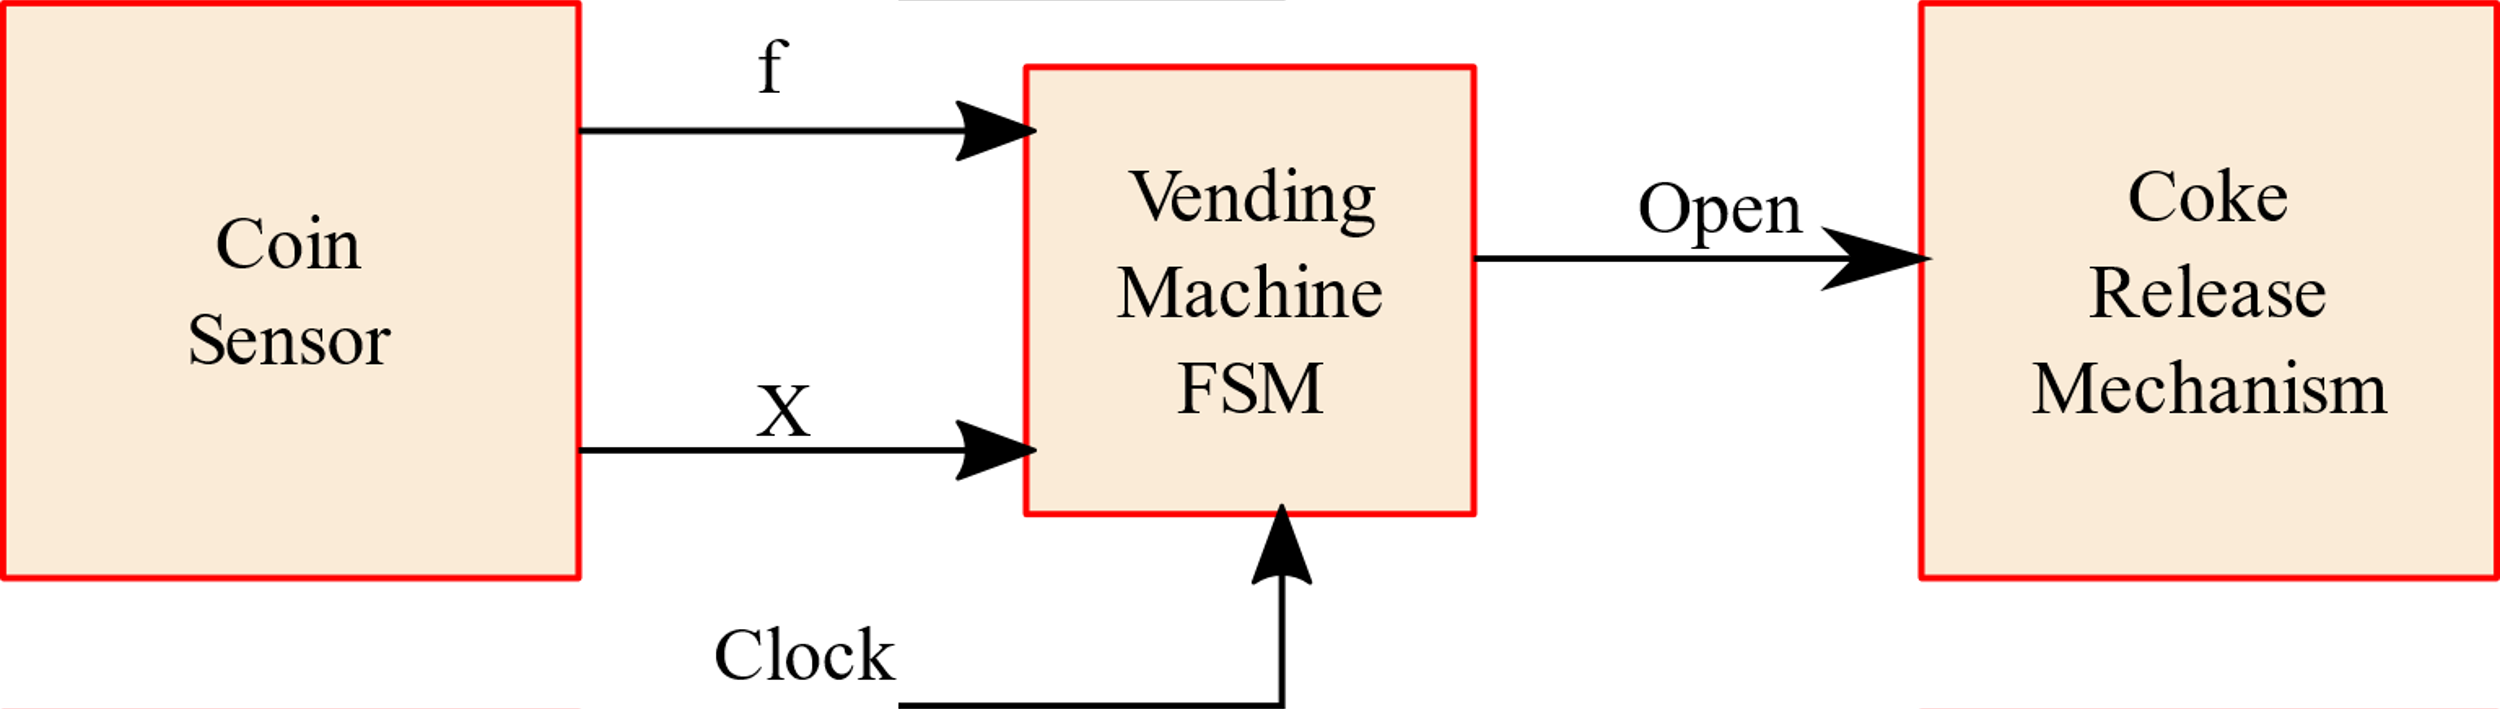 Coin
Sensor
f
X
Clock
Vending
Machine
FSM
Open
Coke
Release
Mechanism